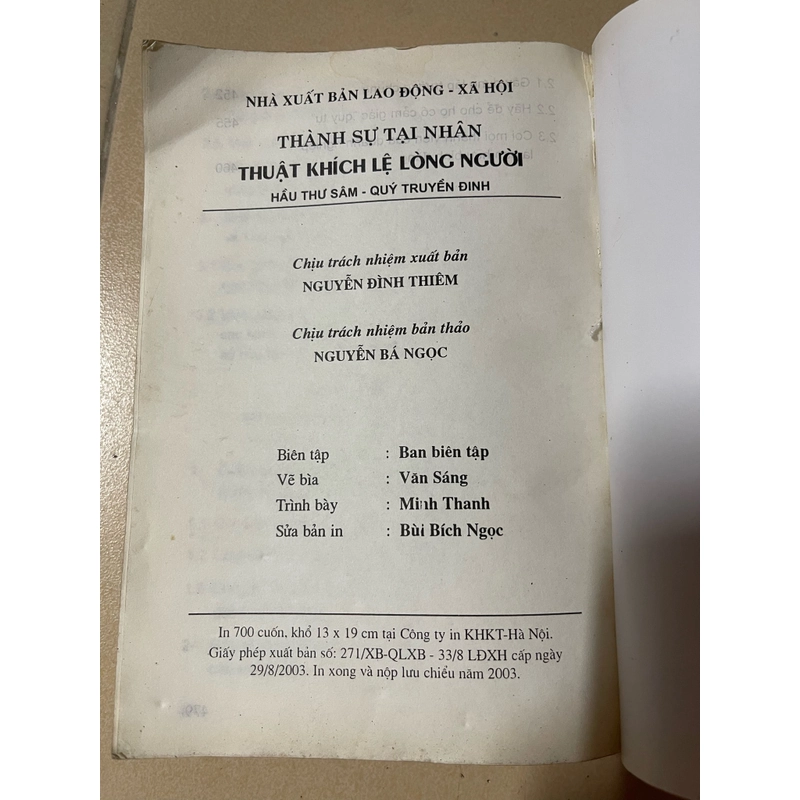 NHÀ XUẤT BẢN LAO ĐỘNG - XÃ HỘI
THÀNH SỰ TẠI NHÂN
THUẬT KHÍCH LỆ LÒNG NGƯỜI
HẦU THƯ SÂM - QUÝ TRUYỀN ĐINH
Chịu trách nhiệm xuất bản
NGUYỄN ĐÌNH THIÊM
Chịu trách nhiệm bản thảo
NGUYỄN BÁ NGỌC
Biên tập : Ban biên tập
Vẽ bìa : Văn Sáng
Trình bày : Minh Thanh
Sửa bản in : Bùi Bích Ngọc
In 700 cuốn, khổ 13 x 19 cm tại Công ty in KHKT-Hà Nội.
Giấy phép xuất bản số: 271/XB-QLXB - 33/8 LĐXH cấp ngày
29/8/2003. In xong và nộp lưu chiểu năm 2003.